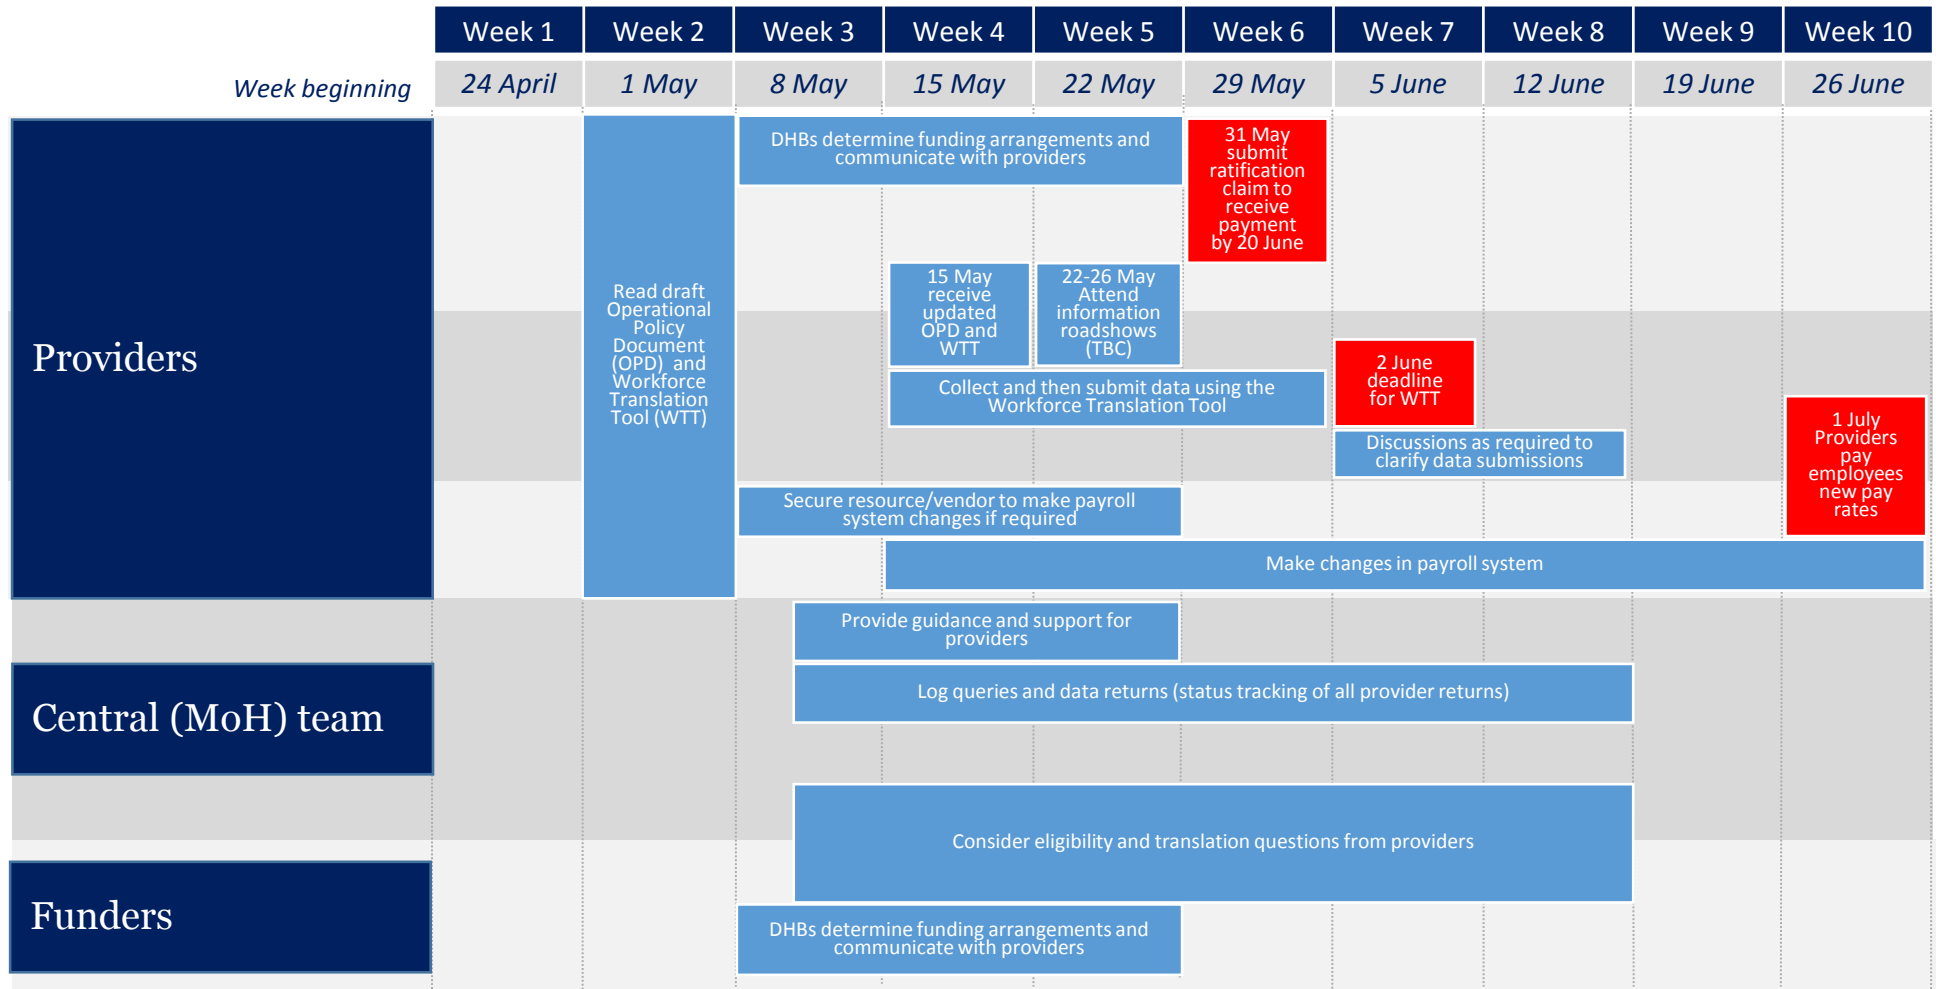 Week 1 Week 2 Week 3 Week 4 Week 5 Week 6 Week 7 Week 8 Week 9 Week 10
Week beginning 24 April 1 May 8 May 15 May 22 May 29 May 5 June 12 June 19 June 26 June
Providers
Read draft
Operational
Policy
Document
(OPD) and
Workforce
Translation
Tool (WTT)
DHBs determine funding arrangements and
communicate with providers
31 May
submit
ratification
claim to
receive
payment
by 20 June
15 May
receive
updated
OPD and
WTT
22-26 May
Attend
information
roadshows
(TBC)
Collect and then submit data using the
Workforce Translation Tool
2 June
deadline
for WTT
Discussions as required to
clarify data submissions
1 July
Providers
pay
employees
new pay
rates
Secure resource/vendor to make payroll
system changes if required
Make changes in payroll system
Central (MoH) team
Provide guidance and support for
providers
Log queries and data returns (status tracking of all provider returns)
Consider eligibility and translation questions from providers
Funders
DHBs determine funding arrangements and
communicate with providers